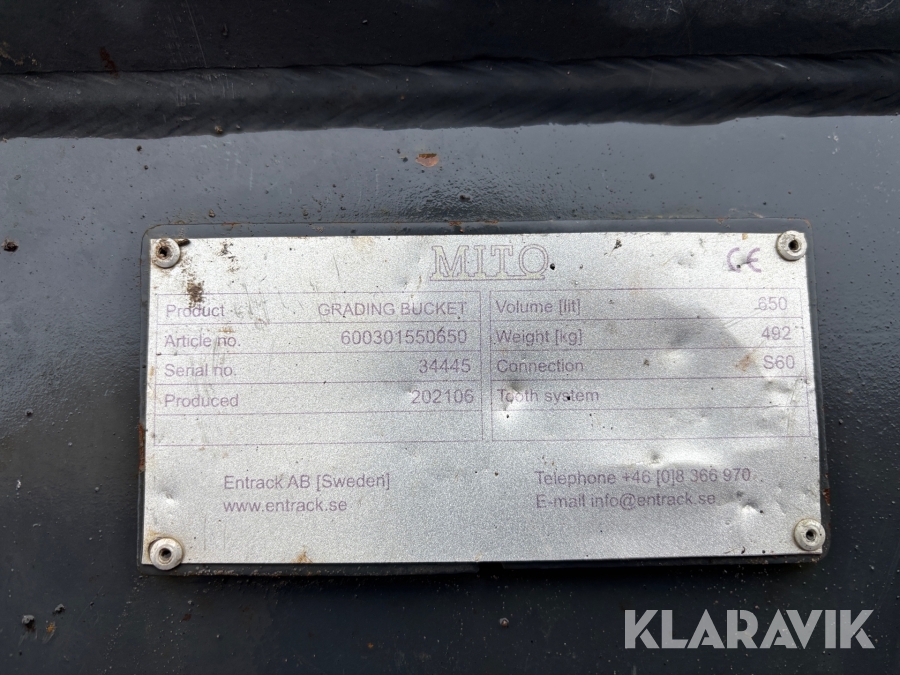 MITO
CE
Product GRADING BUCKET Volume [lit] 650
Article no. 600301550650 Weight [kg] 492
Serial no. 34445 Connection S60
Produced 202106 Tooth system
Entrack AB [Sweden] Telephone +46 [0]8 366 970
www.entrack.se E-mail info@entrack.se
KLARAVIK